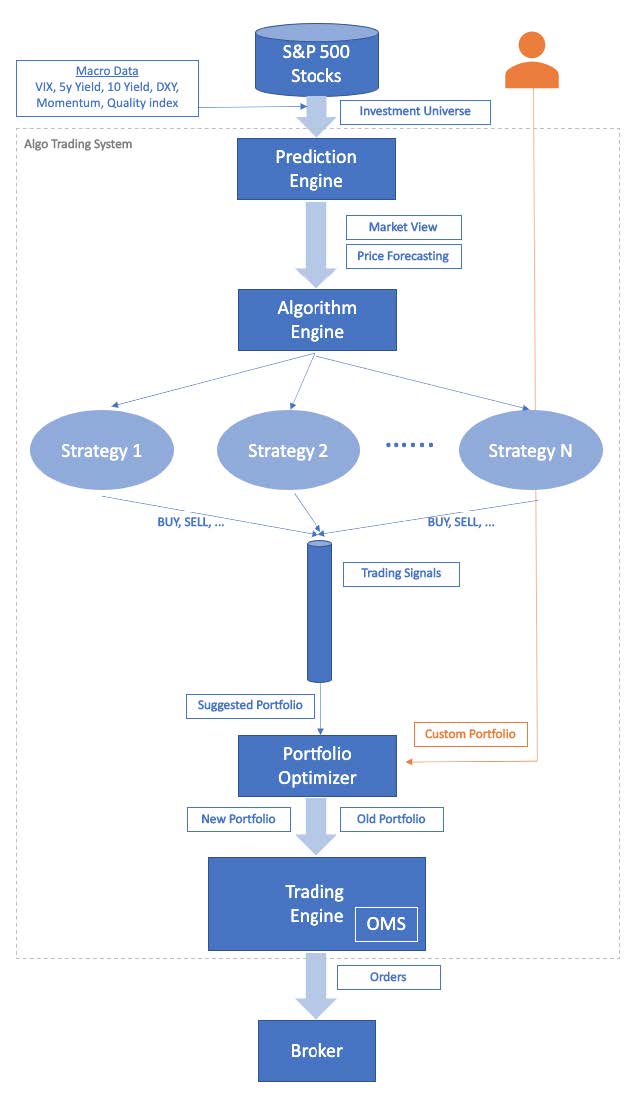 S&P 500
Stocks
Macro Data
VIX, 5y Yield, 10 Yield, DXY,
Momentum, Quality index
Investment Universe
Algo Trading System
Prediction
Engine
Market View
Price Forecasting
Algorithm
Engine
Strategy 1
Strategy 2
......
Strategy N
BUY, SELL, ...
BUY, SELL, ...
Trading Signals
Suggested Portfolio
Custom Portfolio
Portfolio
Optimizer
New Portfolio
Old Portfolio
Trading
Engine
OMS
Orders
Broker